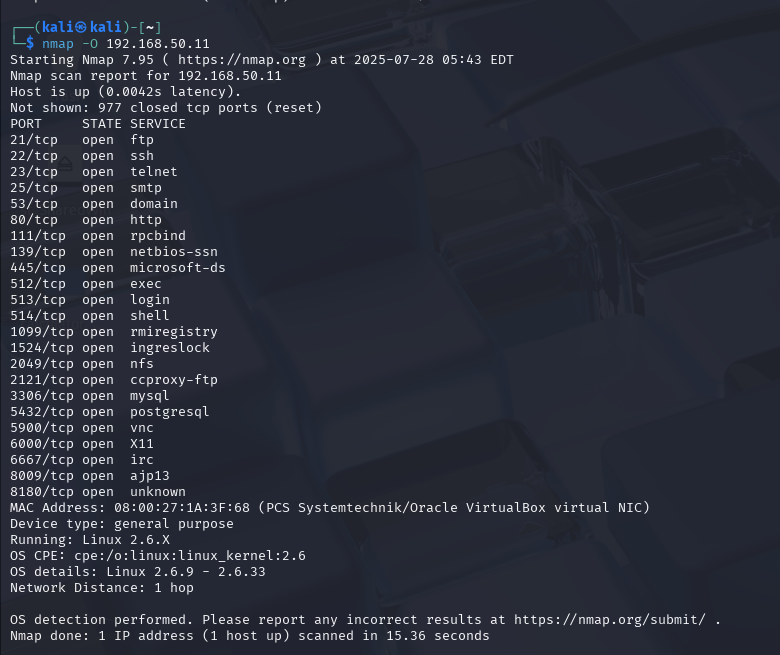 ┌──(kali㉿kali)-[~]
└─$ nmap -O 192.168.50.11
Starting Nmap 7.95 ( https://nmap.org ) at 2025-07-28 05:43 EDT
Nmap scan report for 192.168.50.11
Host is up (0.0042s latency).
Not shown: 977 closed tcp ports (reset)
PORT     STATE SERVICE
21/tcp   open  ftp
22/tcp   open  ssh
23/tcp   open  telnet
25/tcp   open  smtp
53/tcp   open  domain
80/tcp   open  http
111/tcp  open  rpcbind
139/tcp  open  netbios-ssn
445/tcp  open  microsoft-ds
512/tcp  open  exec
513/tcp  open  login
514/tcp  open  shell
1099/tcp open  rmiregistry
1524/tcp open  ingreslock
2049/tcp open  nfs
2121/tcp open  ccproxy-ftp
3306/tcp open  mysql
5432/tcp open  postgresql
5900/tcp open  vnc
6000/tcp open  X11
6667/tcp open  irc
8009/tcp open  ajp13
8180/tcp open  unknown
MAC Address: 08:00:27:1A:3F:68 (PCS Systemtechnik/Oracle VirtualBox virtual NIC)
Device type: general purpose
Running: Linux 2.6.X
OS CPE: cpe:/o:linux:linux_kernel:2.6
OS details: Linux 2.6.9 - 2.6.33
Network Distance: 1 hop

OS detection performed. Please report any incorrect results at https://nmap.org/submit/ .
Nmap done: 1 IP address (1 host up) scanned in 15.36 seconds